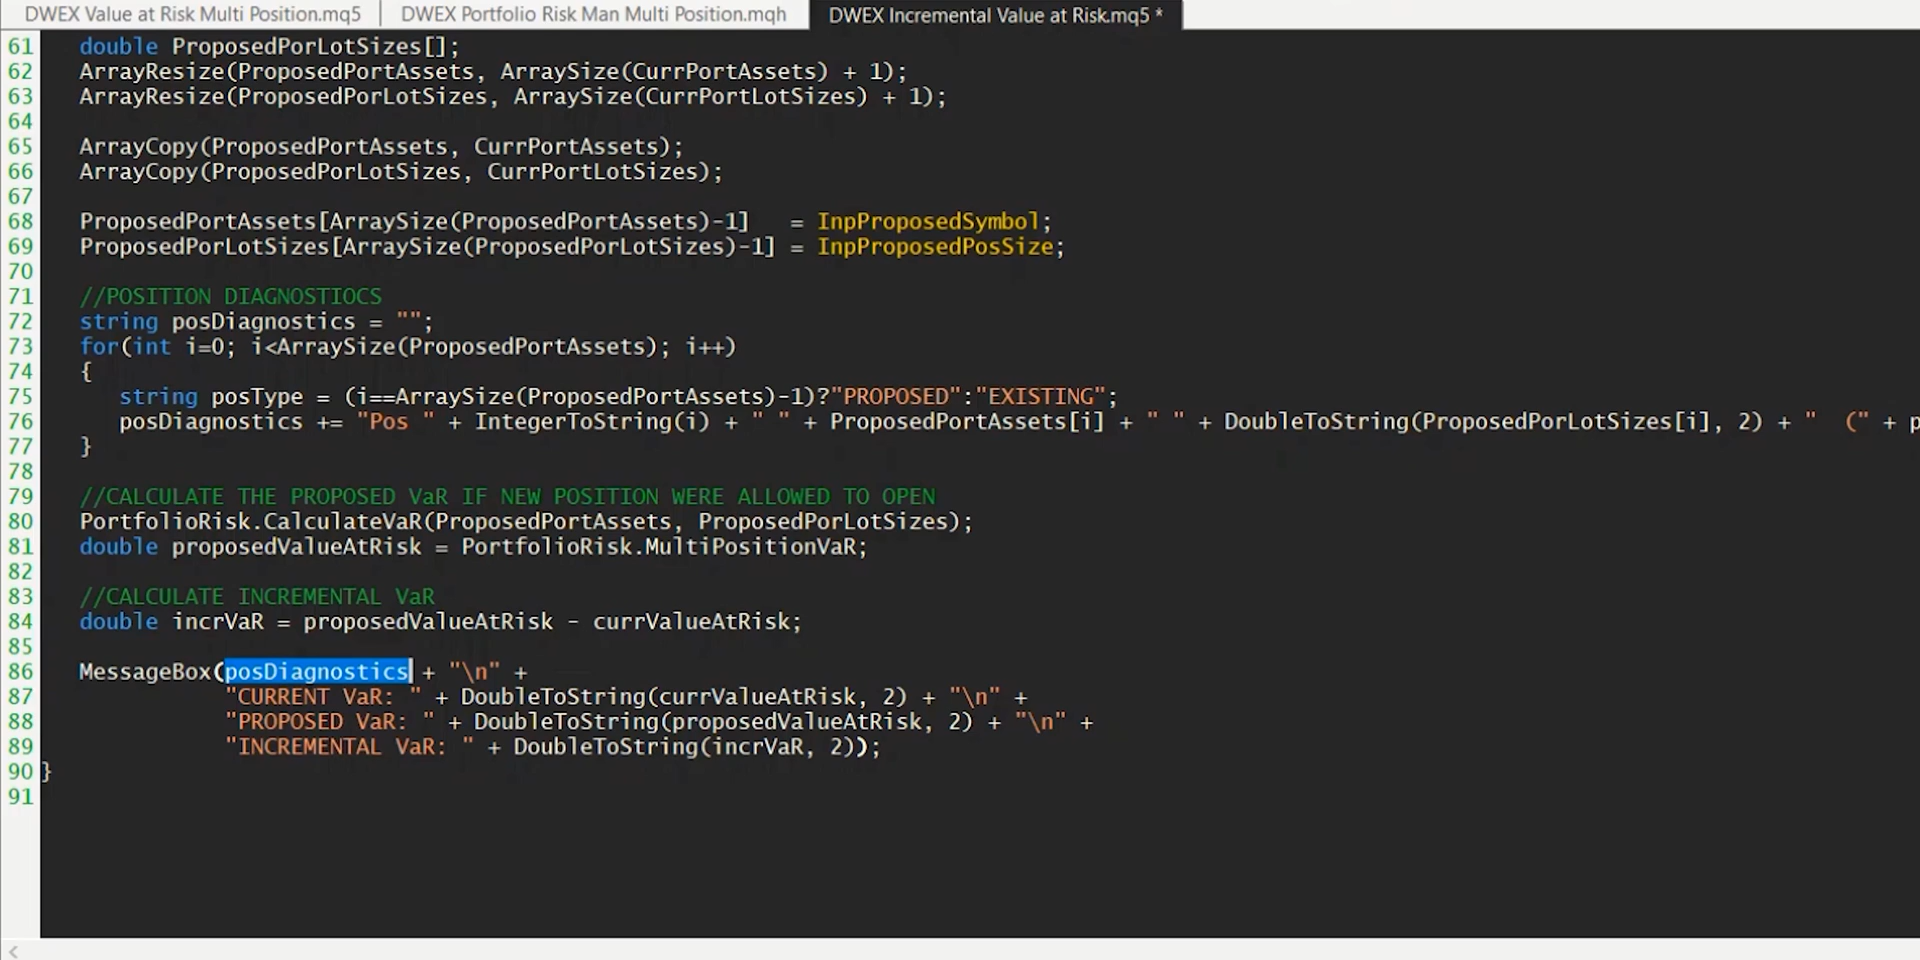 DWEX Value at Risk Multi Position.mq5 DWEX Portfolio Risk Man Multi Position.mqh DWEX Incremental Value at Risk.mq5 *
61 double ProposedPorLotSizes[];
62 ArrayResize(ProposedPortAssets, ArraySize(CurrPortAssets) + 1);
63 ArrayResize(ProposedPorLotSizes, ArraySize(CurrPortLotSizes) + 1);
64
65 ArrayCopy(ProposedPortAssets, CurrPortAssets);
66 ArrayCopy(ProposedPorLotSizes, CurrPortLotSizes);
67
68 ProposedPortAssets[ArraySize(ProposedPortAssets)-1] = InpProposedSymbol;
69 ProposedPorLotSizes[ArraySize(ProposedPorLotSizes)-1] = InpProposedPosSize;
70
71 //POSITION DIAGNOSTIOCS
72 string posDiagnostics = "";
73 for(int i=0; i<ArraySize(ProposedPortAssets); i++)
74 {
75 string posType = (i==ArraySize(ProposedPortAssets)-1)?"PROPOSED":"EXISTING";
76 posDiagnostics += "Pos " + IntegerToString(i) + " " + ProposedPortAssets[i] + " " + DoubleToString(ProposedPorLotSizes[i], 2) + "  (" + p
77 }
78
79 //CALCULATE THE PROPOSED VaR IF NEW POSITION WERE ALLOWED TO OPEN
80 PortfolioRisk.CalculateVaR(ProposedPortAssets, ProposedPorLotSizes);
81 double proposedValueAtRisk = PortfolioRisk.MultiPositionVaR;
82
83 //CALCULATE INCREMENTAL VaR
84 double incrVaR = proposedValueAtRisk - currValueAtRisk;
85
86 MessageBox(posDiagnostics + "\n" +
87 "CURRENT VaR: " + DoubleToString(currValueAtRisk, 2) + "\n" +
88 "PROPOSED VaR: " + DoubleToString(proposedValueAtRisk, 2) + "\n" +
89 "INCREMENTAL VaR: " + DoubleToString(incrVaR, 2));
90 }
91